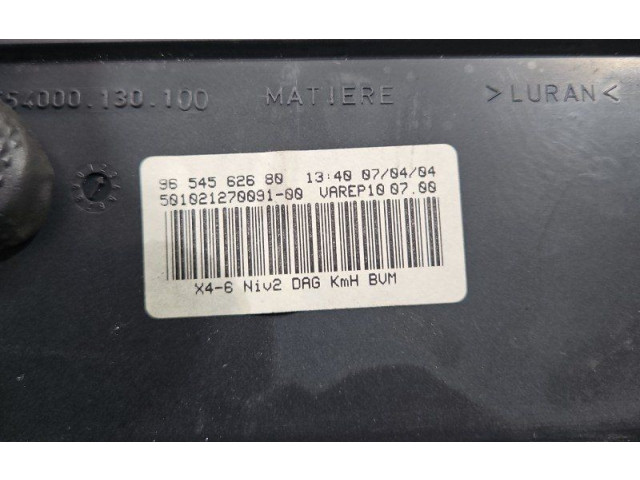 54000.130.100 MATIERE >LURAN<
96 545 626 80 13:40 07/04/04
501021270091-00 VAREP10 07.00
X4-6 Niv2 DAG KmH BVM